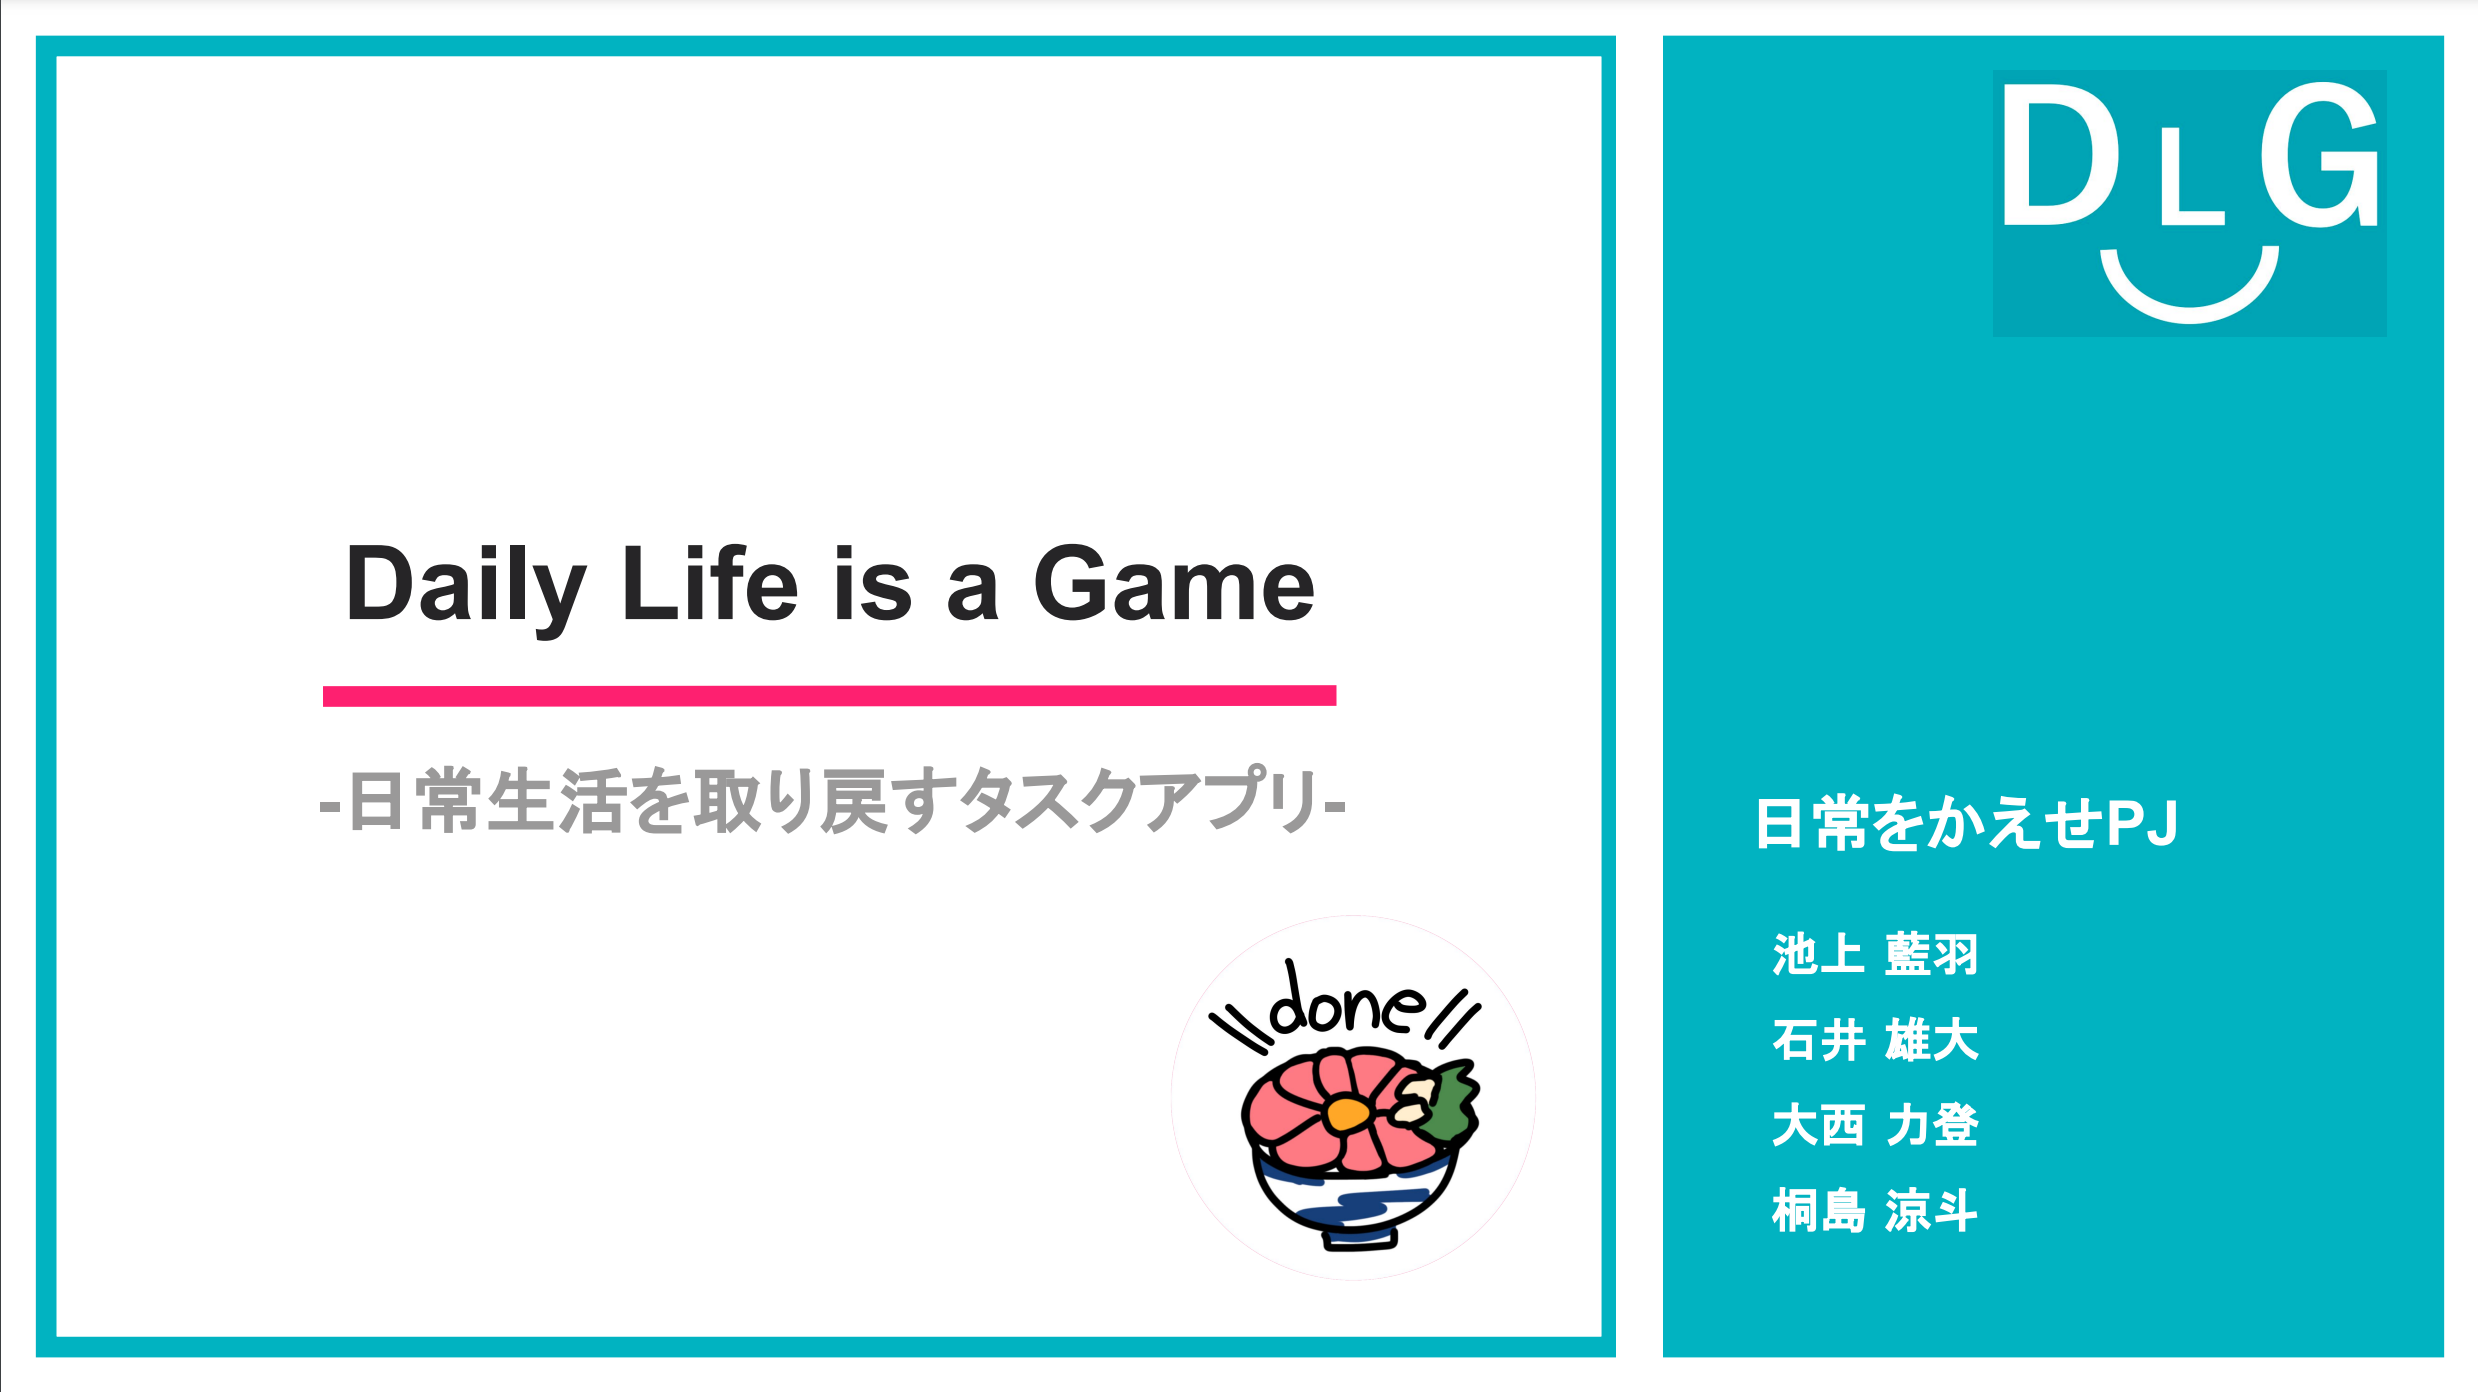 Daily Life is a Game
-日常生活を取り戻すタスクアプリ-
done
DLG
日常をかえせPJ
池上 藍羽
石井 雄大
大西 力登
桐島 涼斗